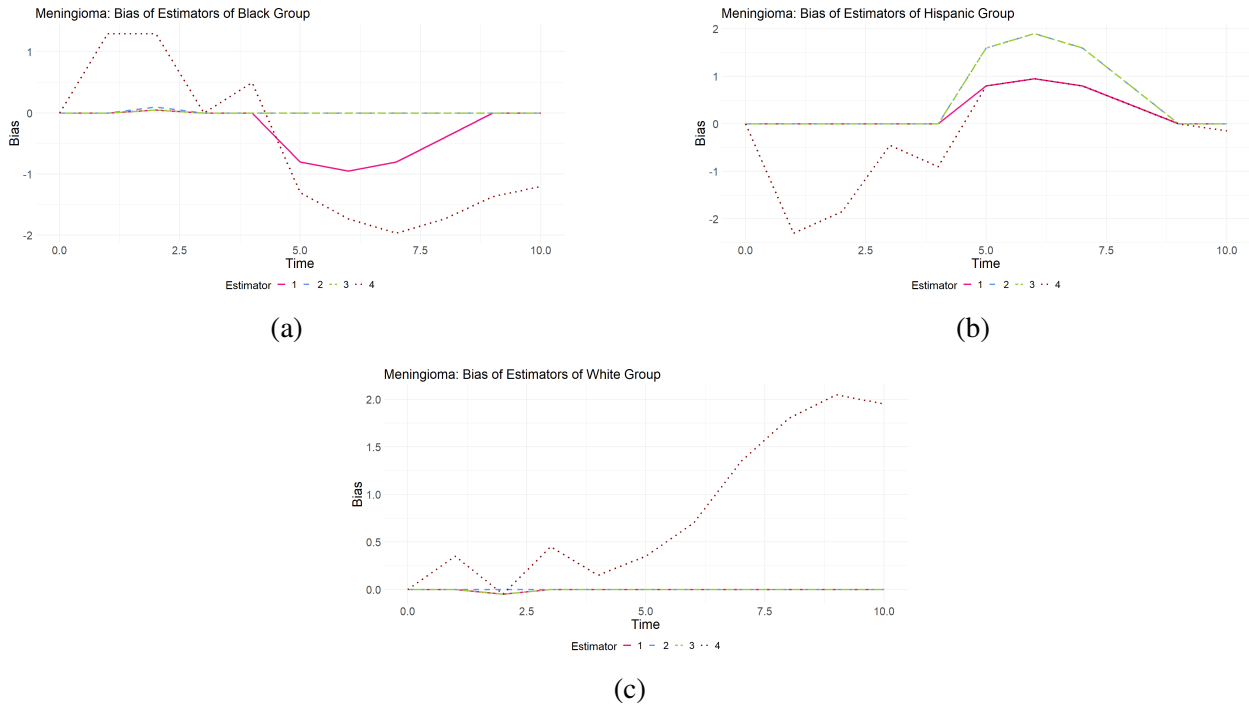 Meningioma: Bias of Estimators of Black Group
1
0
-1
-2
Bias
0.0 2.5 5.0 7.5 10.0
Time
Estimator 1 2 3 4
(a)
Meningioma: Bias of Estimators of Hispanic Group
2
1
0
-1
-2
Bias
0.0 2.5 5.0 7.5 10.0
Time
Estimator 1 2 3 4
(b)
Meningioma: Bias of Estimators of White Group
2.0
1.5
1.0
0.5
0.0
Bias
0.0 2.5 5.0 7.5 10.0
Time
Estimator 1 2 3 4
(c)